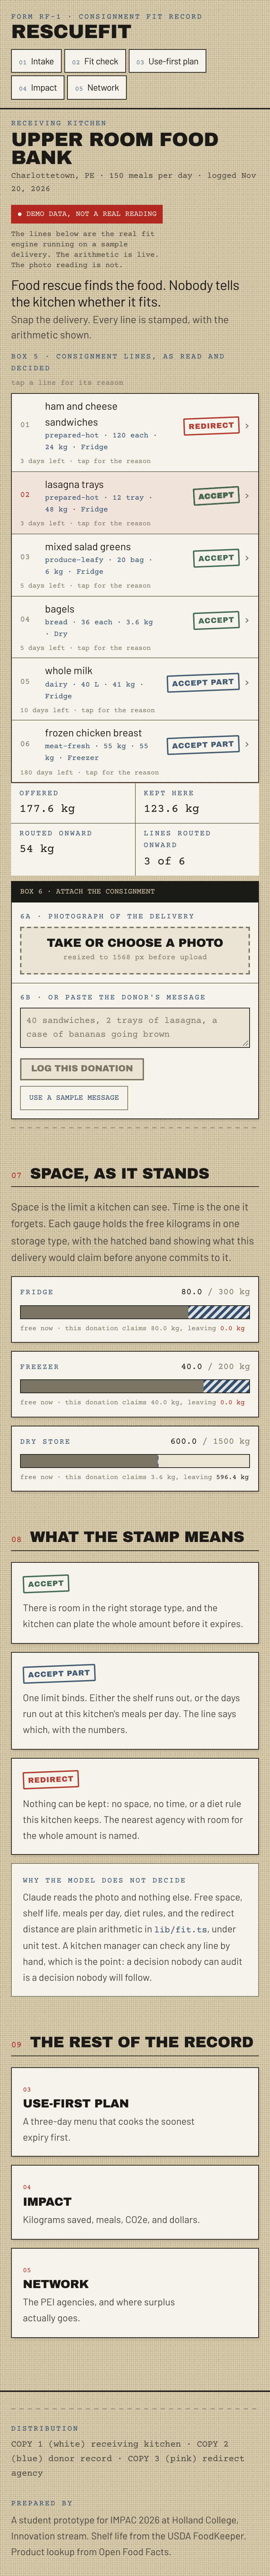 FORM RF-1 · CONSIGNMENT FIT RECORD
RESCUEFIT
01 Intake
02 Fit check
03 Use-first plan
04 Impact
05 Network
RECEIVING KITCHEN
UPPER ROOM FOOD
BANK
Charlottetown, PE · 150 meals per day · logged Nov
20, 2026
● DEMO DATA, NOT A REAL READING
The lines below are the real fit
engine running on a sample
delivery. The arithmetic is live.
The photo reading is not.
Food rescue finds the food. Nobody tells
the kitchen whether it fits.
Snap the delivery. Every line is stamped, with the
arithmetic shown.
BOX 5 · CONSIGNMENT LINES, AS READ AND
DECIDED
tap a line for its reason
01
ham and cheese
sandwiches
prepared-hot · 120 each ·
24 kg · Fridge
REDIRECT ›
3 days left · tap for the reason
02
lasagna trays
prepared-hot · 12 tray ·
48 kg · Fridge
ACCEPT ›
3 days left · tap for the reason
03
mixed salad greens
produce-leafy · 20 bag ·
6 kg · Fridge
ACCEPT ›
5 days left · tap for the reason
04
bagels
bread · 36 each · 3.6 kg
· Dry
ACCEPT ›
5 days left · tap for the reason
05
whole milk
dairy · 40 L · 41 kg ·
Fridge
ACCEPT PART ›
10 days left · tap for the reason
06
frozen chicken breast
meat-fresh · 55 kg · 55
kg · Freezer
ACCEPT PART ›
180 days left · tap for the reason
OFFERED
177.6 kg
KEPT HERE
123.6 kg
ROUTED ONWARD
54 kg
LINES ROUTED
ONWARD
3 of 6
BOX 6 · ATTACH THE CONSIGNMENT
6A · PHOTOGRAPH OF THE DELIVERY
TAKE OR CHOOSE A PHOTO
resized to 1568 px before upload
6B · OR PASTE THE DONOR'S MESSAGE
40 sandwiches, 2 trays of lasagna, a
case of bananas going brown
LOG THIS DONATION
USE A SAMPLE MESSAGE
07 SPACE, AS IT STANDS
Space is the limit a kitchen can see. Time is the one it
forgets. Each gauge holds the free kilograms in one
storage type, with the hatched band showing what this
delivery would claim before anyone commits to it.
FRIDGE 80.0 / 300 kg
free now · this donation claims 80.0 kg, leaving 0.0 kg
FREEZER 40.0 / 200 kg
free now · this donation claims 40.0 kg, leaving 0.0 kg
DRY STORE 600.0 / 1500 kg
free now · this donation claims 3.6 kg, leaving 596.4 kg
08 WHAT THE STAMP MEANS
ACCEPT
There is room in the right storage type, and the
kitchen can plate the whole amount before it expires.
ACCEPT PART
One limit binds. Either the shelf runs out, or the days
run out at this kitchen's meals per day. The line says
which, with the numbers.
REDIRECT
Nothing can be kept: no space, no time, or a diet rule
this kitchen keeps. The nearest agency with room for
the whole amount is named.
WHY THE MODEL DOES NOT DECIDE
Claude reads the photo and nothing else. Free space,
shelf life, meals per day, diet rules, and the redirect
distance are plain arithmetic in lib/fit.ts, under
unit test. A kitchen manager can check any line by
hand, which is the point: a decision nobody can audit
is a decision nobody will follow.
09 THE REST OF THE RECORD
03
USE-FIRST PLAN
A three-day menu that cooks the soonest
expiry first.
04
IMPACT
Kilograms saved, meals, CO2e, and dollars.
05
NETWORK
The PEI agencies, and where surplus
actually goes.
DISTRIBUTION
COPY 1 (white) receiving kitchen · COPY 2
(blue) donor record · COPY 3 (pink) redirect
agency
PREPARED BY
A student prototype for IMPAC 2026 at Holland College,
Innovation stream. Shelf life from the USDA FoodKeeper.
Product lookup from Open Food Facts.